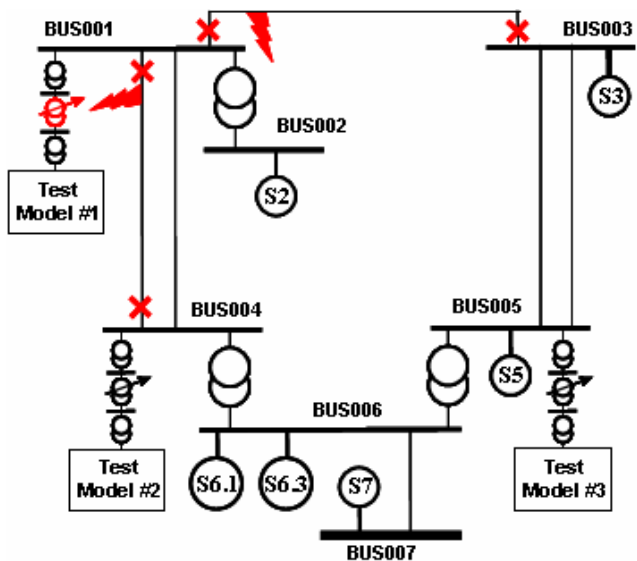 BUS001
BUS003
S3
BUS002
Test
Model #1
S2
BUS004
BUS005
S5
BUS006
Test
Model #2
S6.1
S6.3
S7
Test
Model #3
BUS007